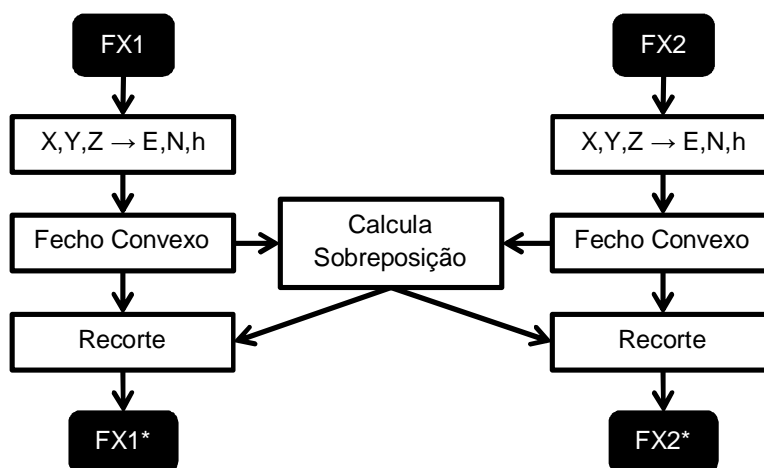 FX1
FX2
X,Y,Z → E,N,h
X,Y,Z → E,N,h
Fecho Convexo
Calcula
Sobreposição
Fecho Convexo
Recorte
Recorte
FX1*
FX2*